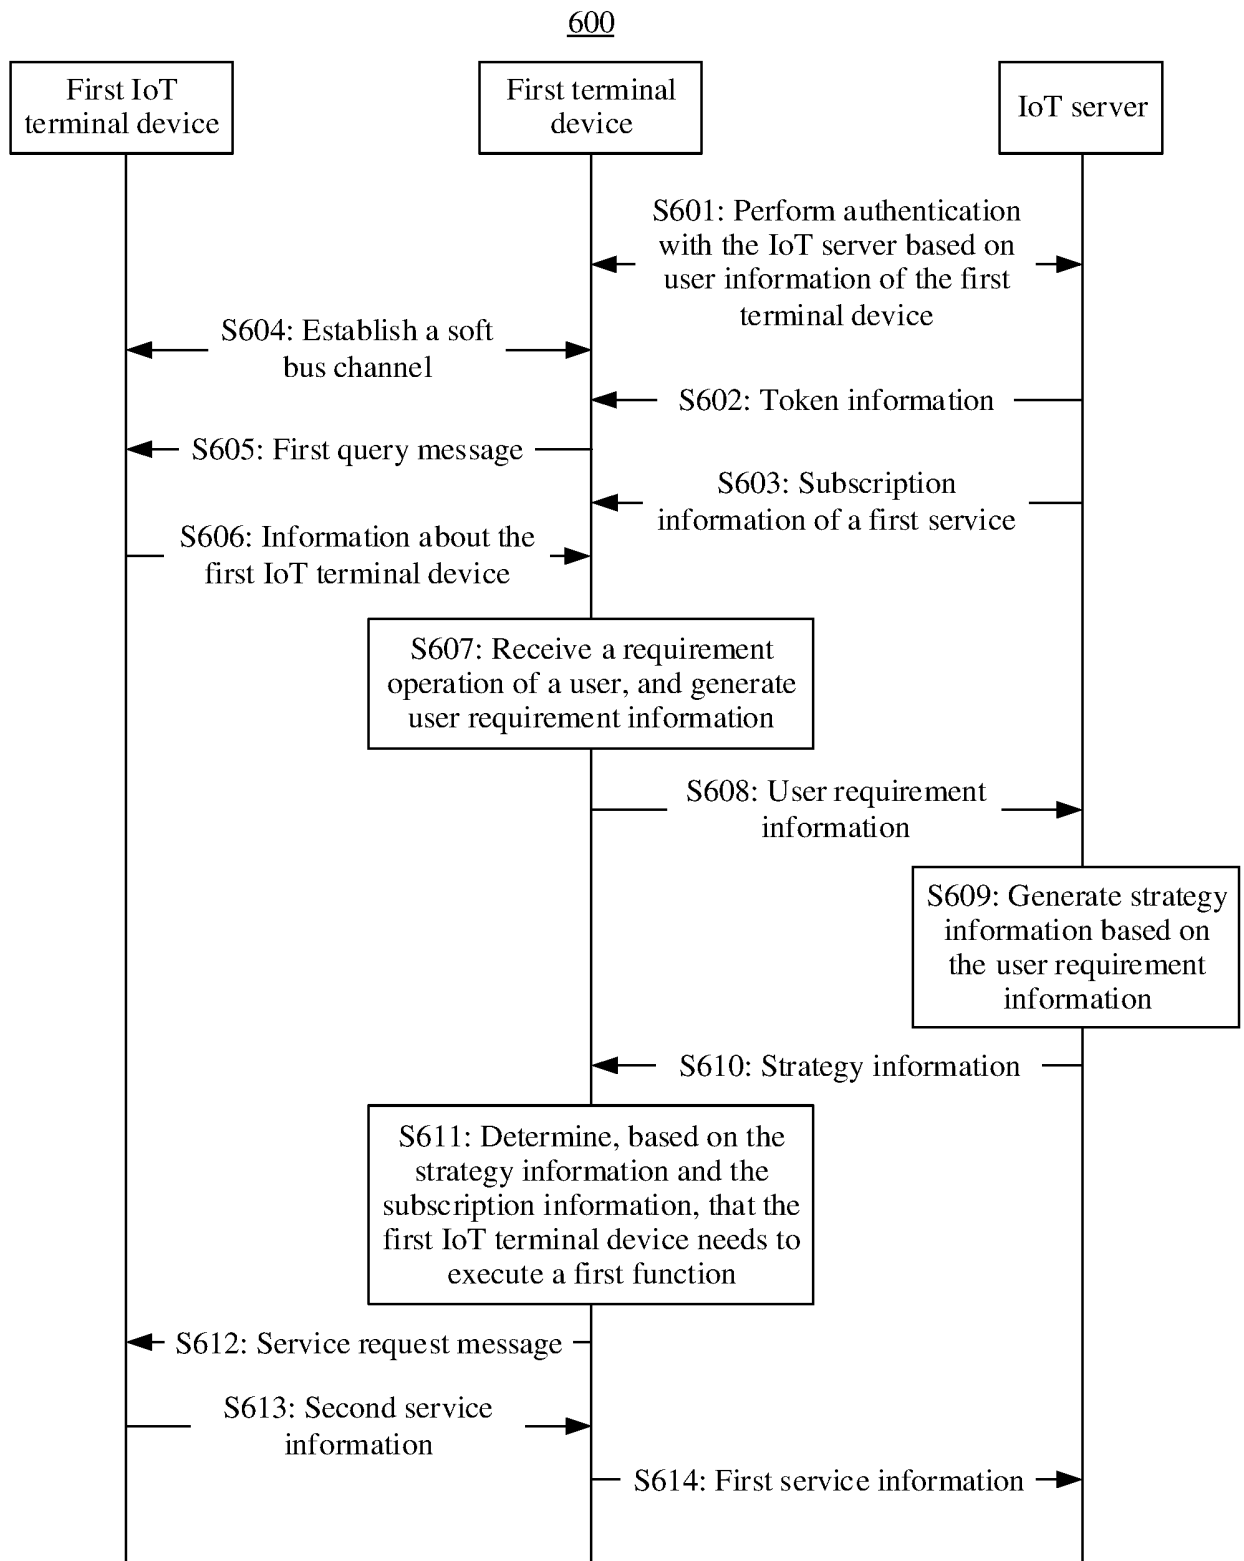 600
First IoT
terminal device
First terminal
device
IoT server
S601: Perform authentication
with the IoT server based on
user information of the first
terminal device
S604: Establish a soft
bus channel
S602: Token information
S605: First query message
S603: Subscription
information of a first service
S606: Information about the
first IoT terminal device
S607: Receive a requirement
operation of a user, and generate
user requirement information
S608: User requirement
information
S609: Generate strategy
information based on
the user requirement
information
S610: Strategy information
S611: Determine, based on the
strategy information and the
subscription information, that the
first IoT terminal device needs to
execute a first function
S612: Service request message
S613: Second service
information
S614: First service information